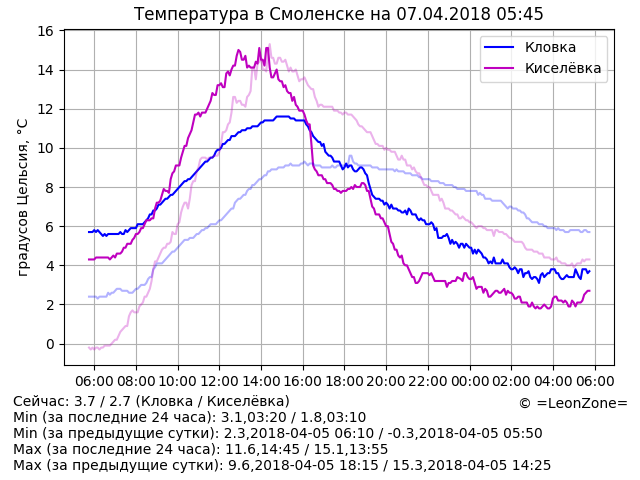 Температура в Смоленске на 07.04.2018 05:45
градусов Цельсия, °C
16
14
12
10
8
6
4
2
0
Кловка
Киселёвка
06:00 08:00 10:00 12:00 14:00 16:00 18:00 20:00 22:00 00:00 02:00 04:00 06:00
Сейчас: 3.7 / 2.7 (Кловка / Киселёвка)
© =LeonZone=
Min (за последние 24 часа): 3.1,03:20 / 1.8,03:10
Min (за предыдущие сутки): 2.3,2018-04-05 06:10 / -0.3,2018-04-05 05:50
Max (за последние 24 часа): 11.6,14:45 / 15.1,13:55
Max (за предыдущие сутки): 9.6,2018-04-05 18:15 / 15.3,2018-04-05 14:25